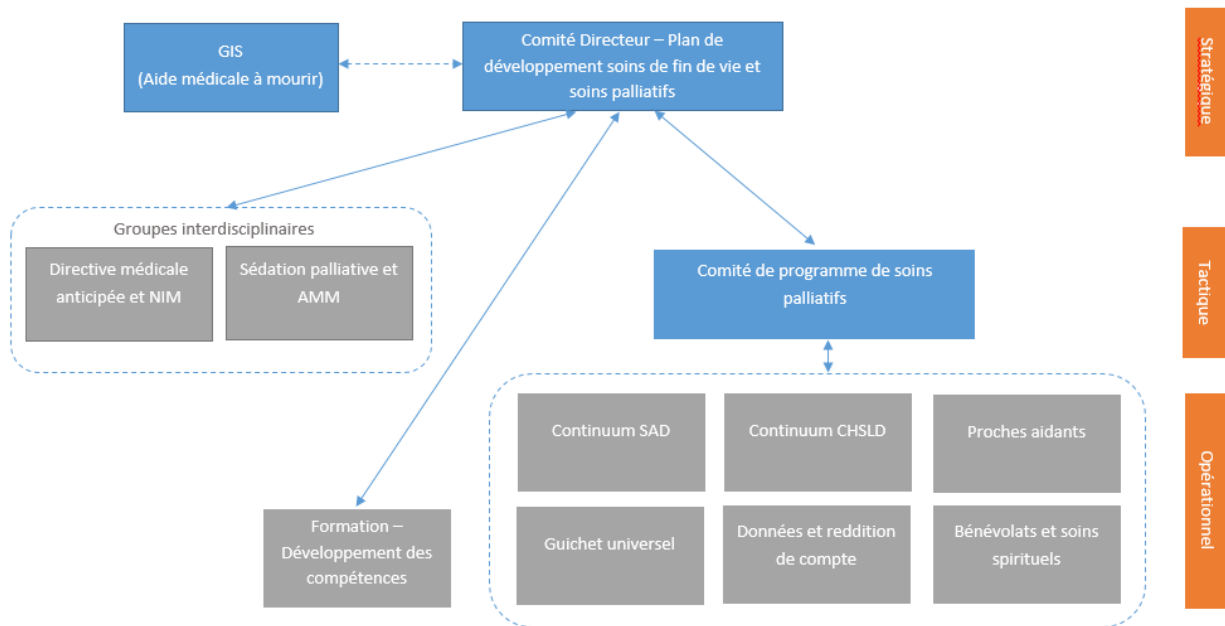 GIS
(Aide médicale à mourir)
Comité Directeur – Plan de
développement soins de fin de vie et
soins palliatifs
Stratégique
Groupes interdisciplinaires
Directive médicale
anticipée et NIM
Sédation palliative et
AMM
Comité de programme de soins
palliatifs
Tactique
Continuum SAD
Continuum CHSLD
Proches aidants
Formation –
Développement des
compétences
Guichet universel
Données et reddition
de compte
Bénévolats et soins
spirituels
Opérationnel